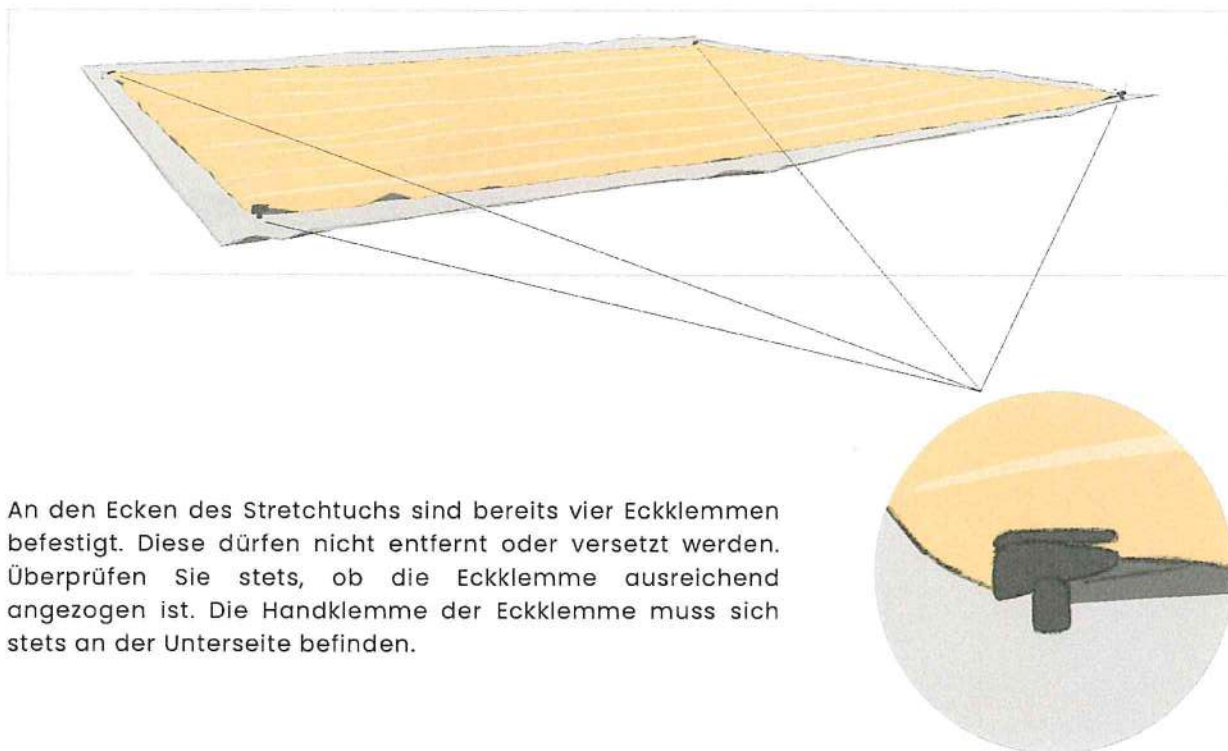 An den Ecken des Stretchtuchs sind bereits vier Eckklemmen
befestigt. Diese dürfen nicht entfernt oder versetzt werden.
Überprüfen Sie stets, ob die Eckklemme ausreichend
angezogen ist. Die Handklemme der Eckklemme muss sich
stets an der Unterseite befinden.